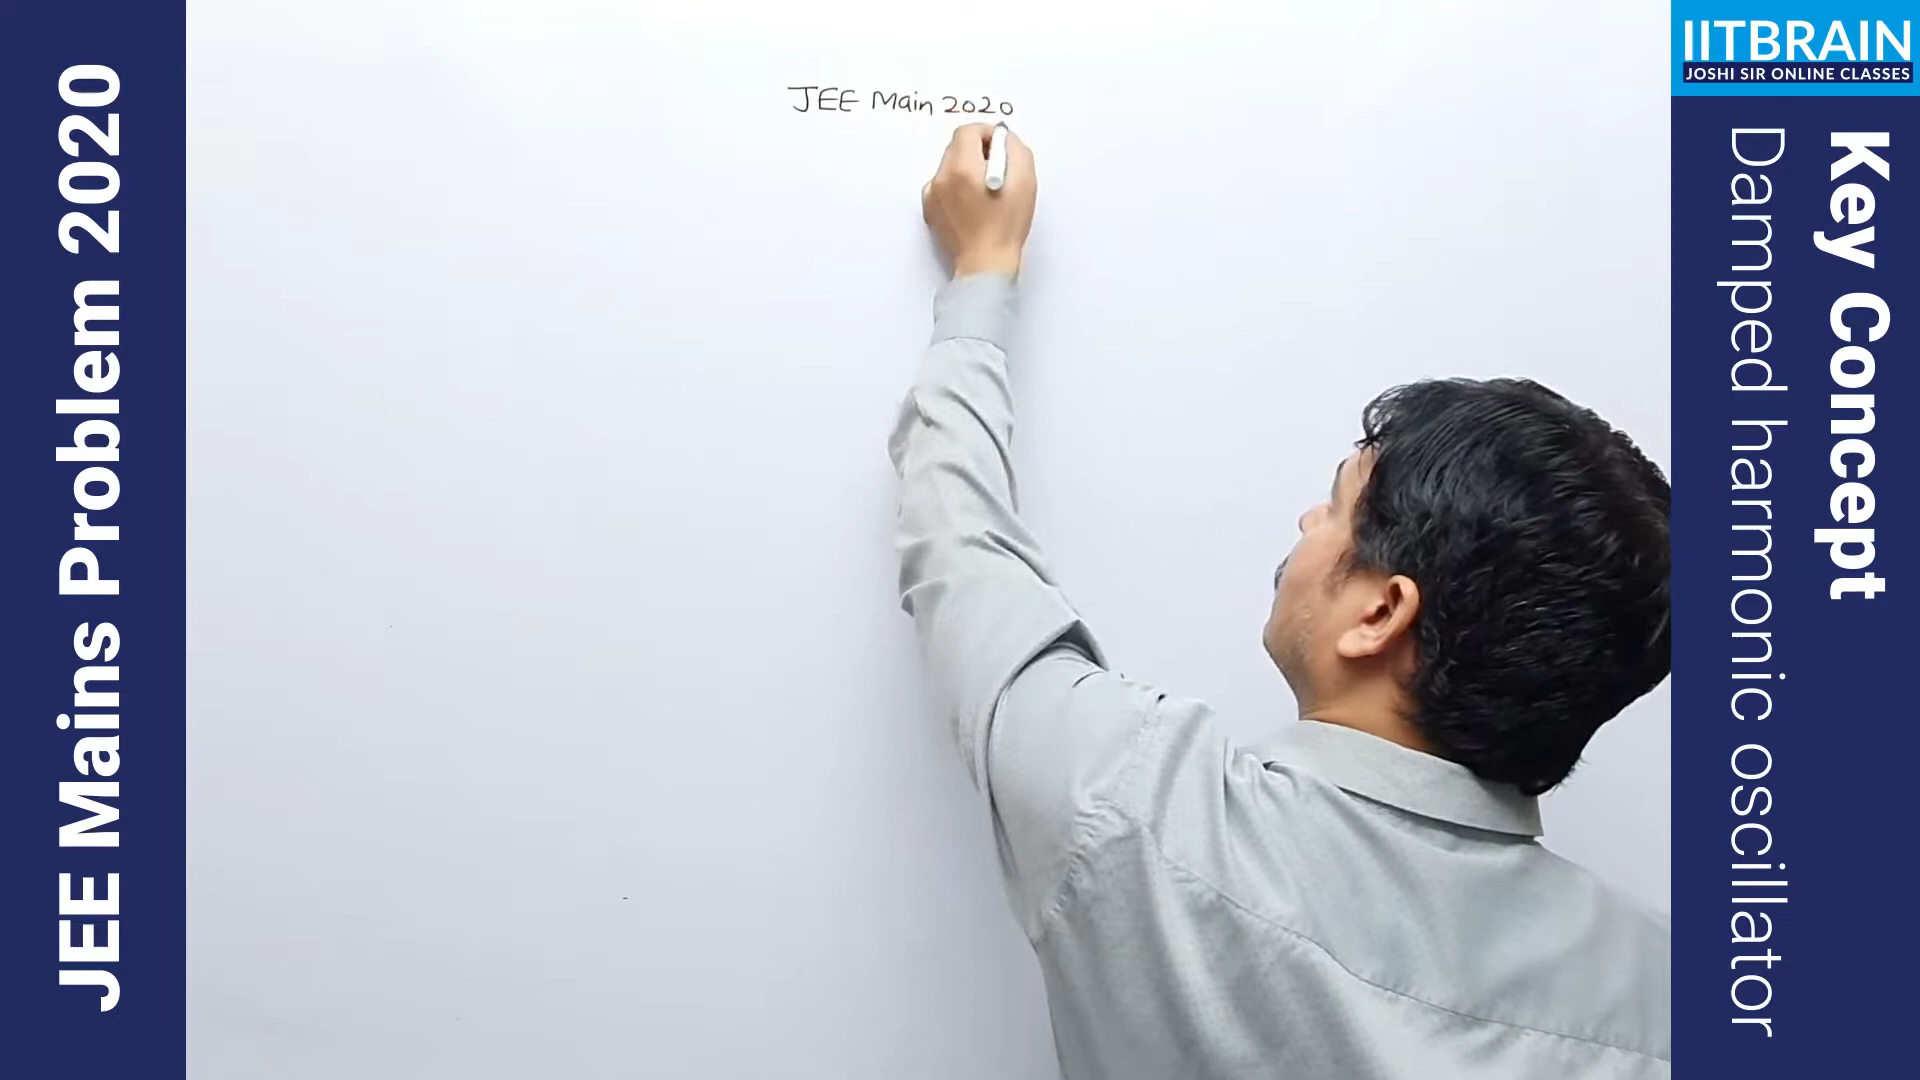 JEE Mains Problem 2020
JEE Main 2020
IITBRAIN
JOSHI SIR ONLINE CLASSES
Key Concept
Damped harmonic oscillator